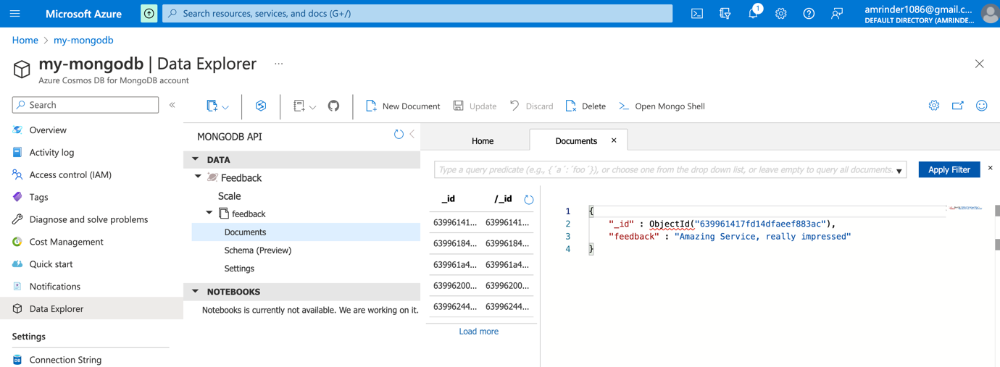 Microsoft Azure
Search resources, services, and docs (G+/)
1
amrinder1086@gmail.c...
DEFAULT DIRECTORY (AMRINDE...
Home > my-mongodb
my-mongodb | Data Explorer ...
Azure Cosmos DB for MongoDB account
Search
«
New Document
Update
Discard
Delete
Open Mongo Shell
Overview
Activity log
Access control (IAM)
Tags
Diagnose and solve problems
Cost Management
Quick start
Notifications
Data Explorer
Settings
Connection String
MONGODB API
DATA
Feedback
Scale
feedback
Documents
Schema (Preview)
Settings
NOTEBOOKS
Notebooks is currently not available. We are working on it.
Home
Documents
Type a query predicate (e.g., {´a´:´foo´}), or choose one from the drop down list, or leave empty to query all documents.
Apply Filter
_id /_id
63996141... 63996141...
63996184... 63996184...
639961a4... 639961a4...
63996200... 63996200...
63996244... 63996244...
Load more
1 {
2 "_id" : ObjectId("639961417fd14dfaeef883ac"),
3 "feedback" : "Amazing Service, really impressed"
4 }